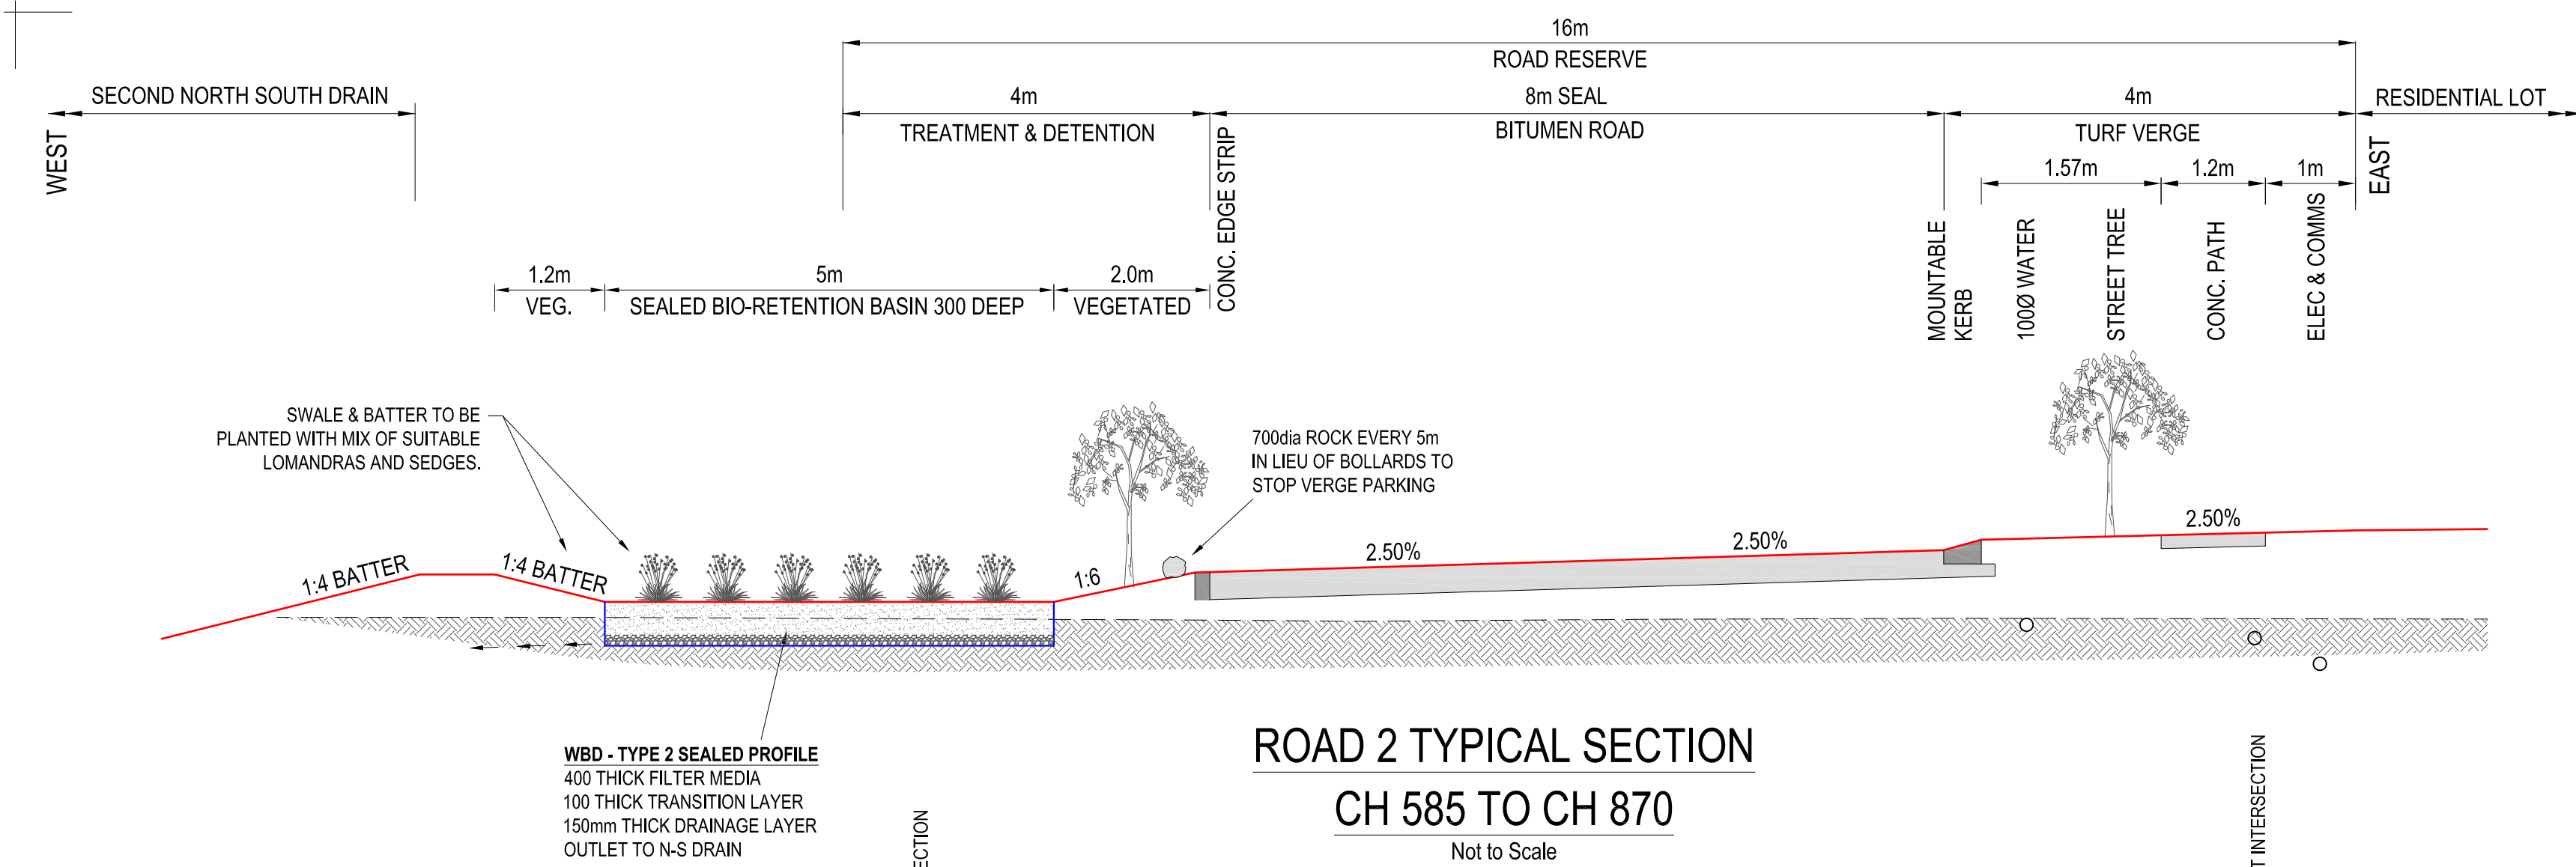 16m
ROAD RESERVE
SECOND NORTH SOUTH DRAIN
4m
8m SEAL
4m
RESIDENTIAL LOT
TREATMENT & DETENTION
BITUMEN ROAD
TURF VERGE
WEST
EAST
1.57m
1.2m
1m
CONC. EDGE STRIP
MOUNTABLE
KERB
100Ø WATER
STREET TREE
CONC. PATH
ELEC & COMMS
1.2m
5m
2.0m
VEG.
SEALED BIO-RETENTION BASIN 300 DEEP
VEGETATED
SWALE & BATTER TO BE
PLANTED WITH MIX OF SUITABLE
LOMANDRAS AND SEDGES.
700dia ROCK EVERY 5m
IN LIEU OF BOLLARDS TO
STOP VERGE PARKING
1:4 BATTER
1:4 BATTER
1:6
2.50%
2.50%
2.50%
WBD - TYPE 2 SEALED PROFILE
400 THICK FILTER MEDIA
100 THICK TRANSITION LAYER
150mm THICK DRAINAGE LAYER
OUTLET TO N-S DRAIN
ROAD 2 TYPICAL SECTION
CH 585 TO CH 870
Not to Scale
INTERSECTION